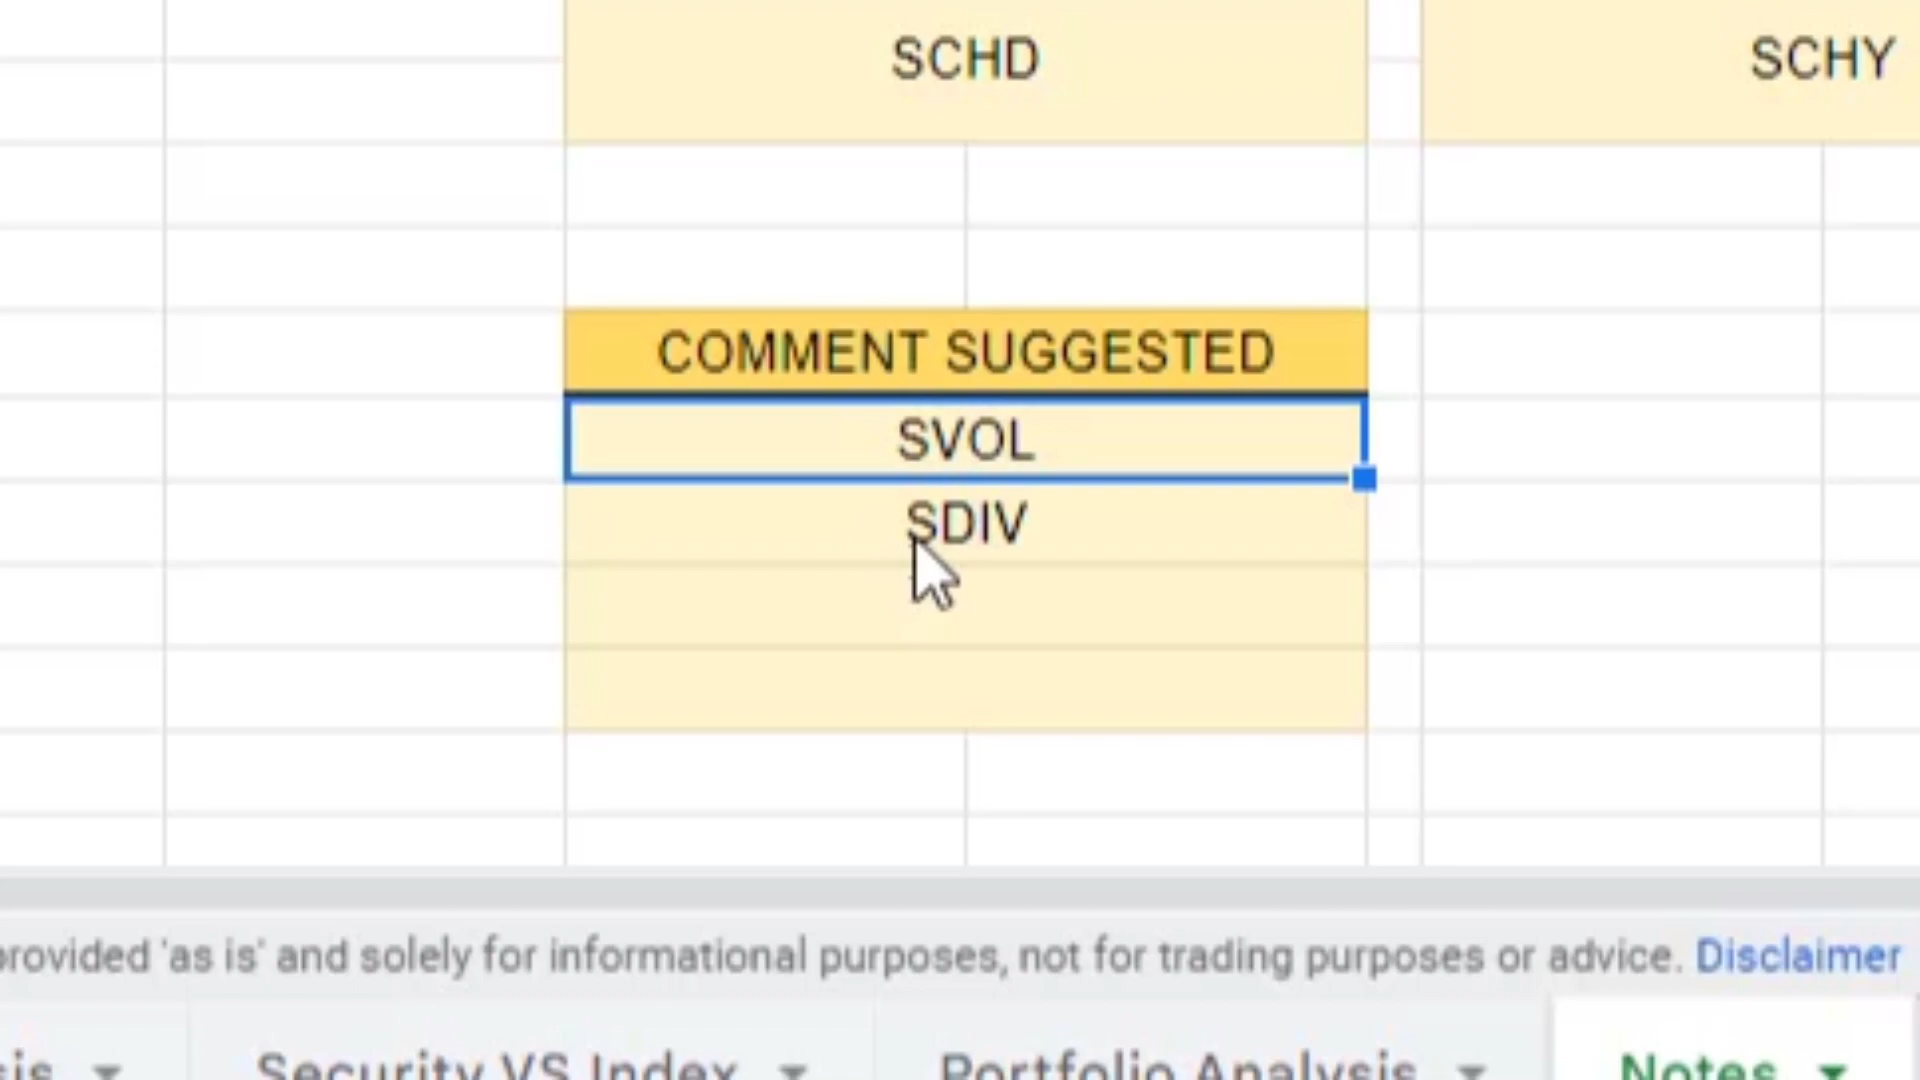 SCHD
SCHY
COMMENT SUGGESTED
SVOL
SDIV
provided 'as is' and solely for informational purposes, not for trading purposes or advice. Disclaimer
sis
Security VS Index
Portfolio Analysis
Notes